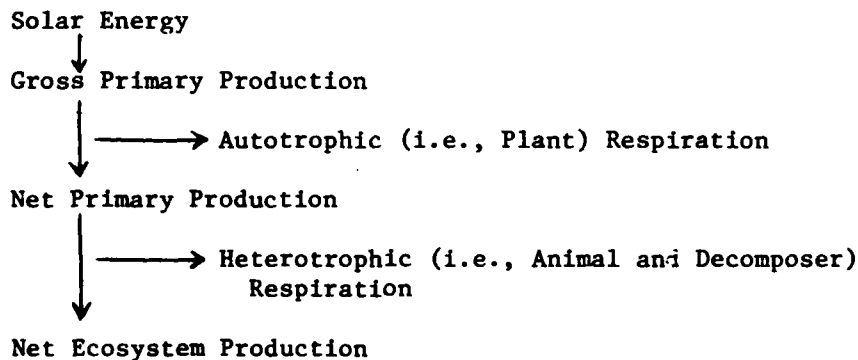 Solar Energy
Gross Primary Production
Autotrophic (i.e., Plant) Respiration
Net Primary Production
Heterotrophic (i.e., Animal and Decomposer)
Respiration
Net Ecosystem Production